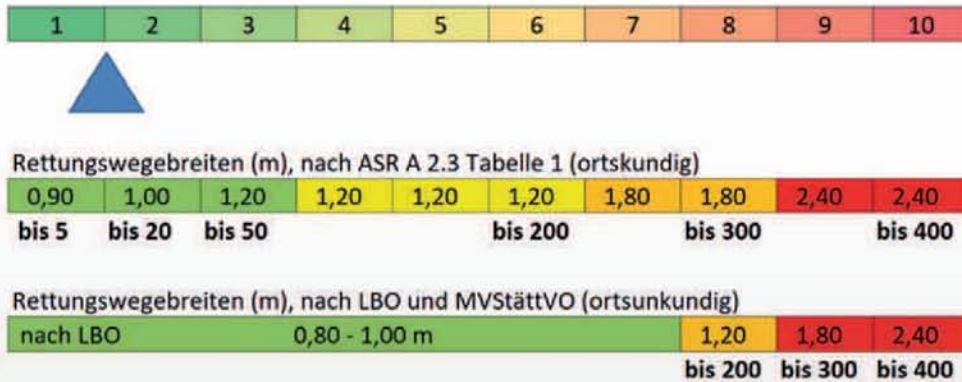 1 2 3 4 5 6 7 8 9 10
Rettungswegebreiten (m), nach ASR A 2.3 Tabelle 1 (ortskundig)
0,90 1,00 1,20 1,20 1,20 1,20 1,80 1,80 2,40 2,40
bis 5 bis 20 bis 50 bis 200 bis 300 bis 400
Rettungswegebreiten (m), nach LBO und MVStättVO (ortsunkundig)
nach LBO 0,80 - 1,00 m 1,20 1,80 2,40
bis 200 bis 300 bis 400